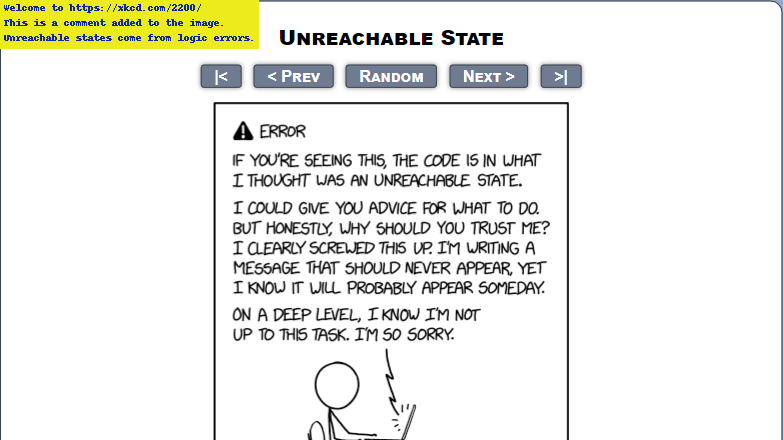 Welcome to https://xkcd.com/2200/
This is a comment added to the image.
Unreachable states come from logic errors.
UNREACHABLE STATE
|<
< PREV
RANDOM
NEXT >
>|
ERROR
IF YOU'RE SEEING THIS, THE CODE IS IN WHAT
I THOUGHT WAS AN UNREACHABLE STATE.
I COULD GIVE YOU ADVICE FOR WHAT TO DO.
BUT HONESTLY, WHY SHOULD YOU TRUST ME?
I CLEARLY SCREWED THIS UP. I'M WRITING A
MESSAGE THAT SHOULD NEVER APPEAR, YET
I KNOW IT WILL PROBABLY APPEAR SOMEDAY.
ON A DEEP LEVEL, I KNOW I'M NOT
UP TO THIS TASK. I'M SO SORRY.